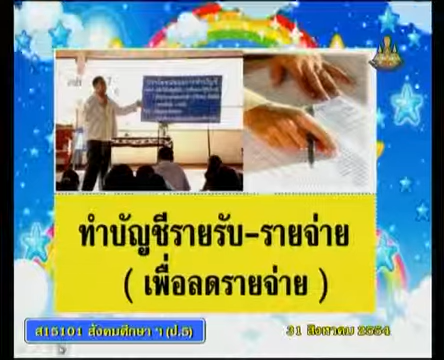 ทำบัญชีรายรับ-รายจ่าย
( เพื่อลดรายจ่าย )
ส15101 สังคมศึกษา ฯ (ป.5)
31 สิงหาคม 2554